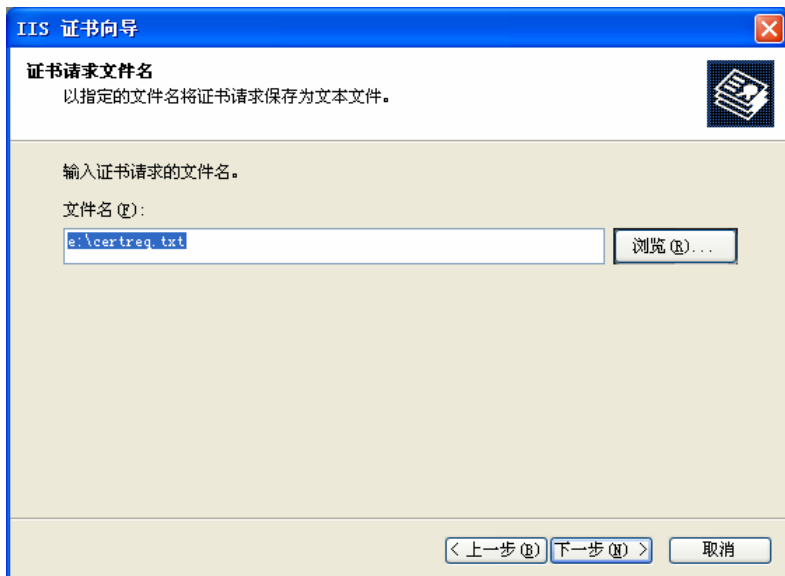 IIS 证书向导
证书请求文件名
以指定的文件名将证书请求保存为文本文件。
输入证书请求的文件名。
文件名(F):
e:\certreq.txt
浏览(R)...
< 上一步(B) 下一步(N) > 取消